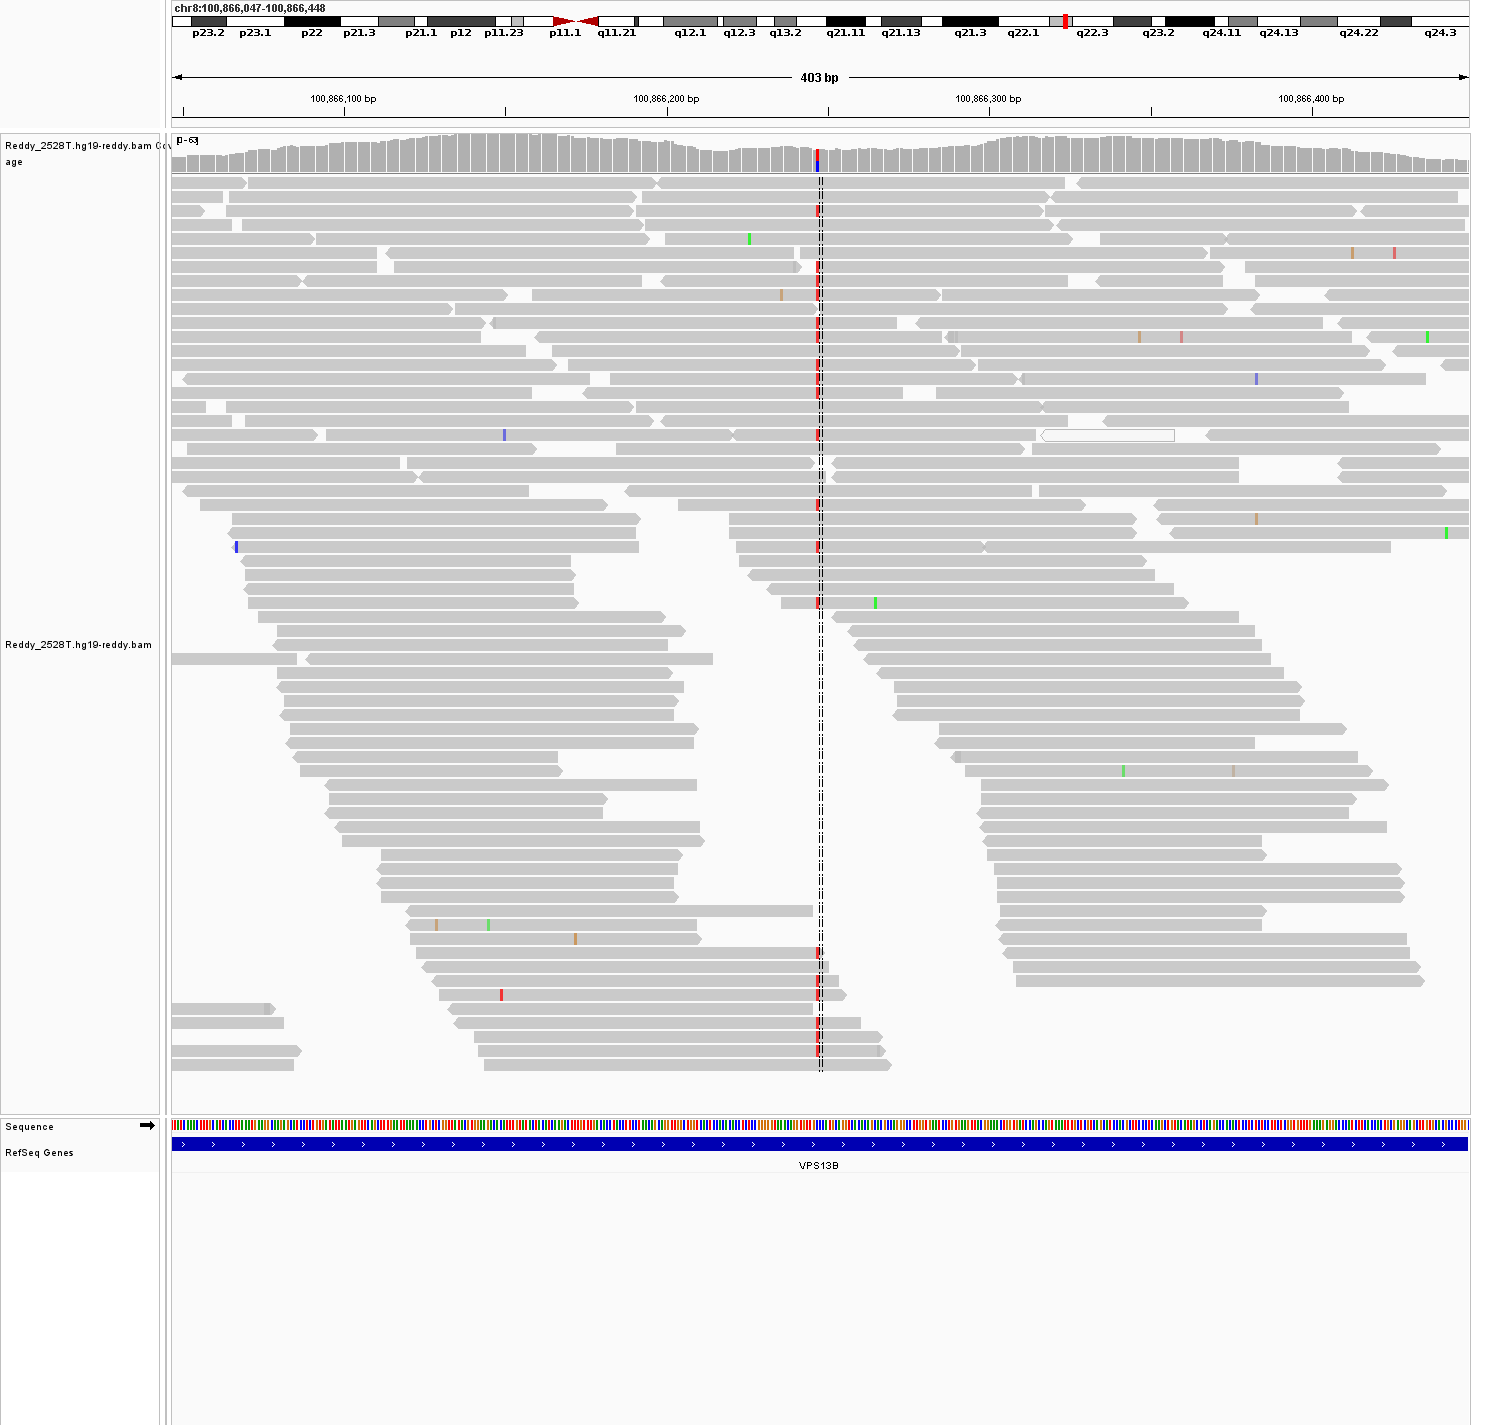 chr8:100,866,047-100,866,448
p23.2 p23.1 p22 p21.3 p21.1 p12 p11.23 p11.1 q11.21 q12.1 q12.3 q13.2 q21.11 q21.13 q21.3 q22.1 q22.3 q23.2 q24.11 q24.13 q24.22 q24.3
403 bp
100,866,100 bp 100,866,200 bp 100,866,300 bp 100,866,400 bp
[0-63]
Reddy_2528T.hg19-reddy.bam Cov
age
Reddy_2528T.hg19-reddy.bam
Sequence
RefSeq Genes
VPS13B